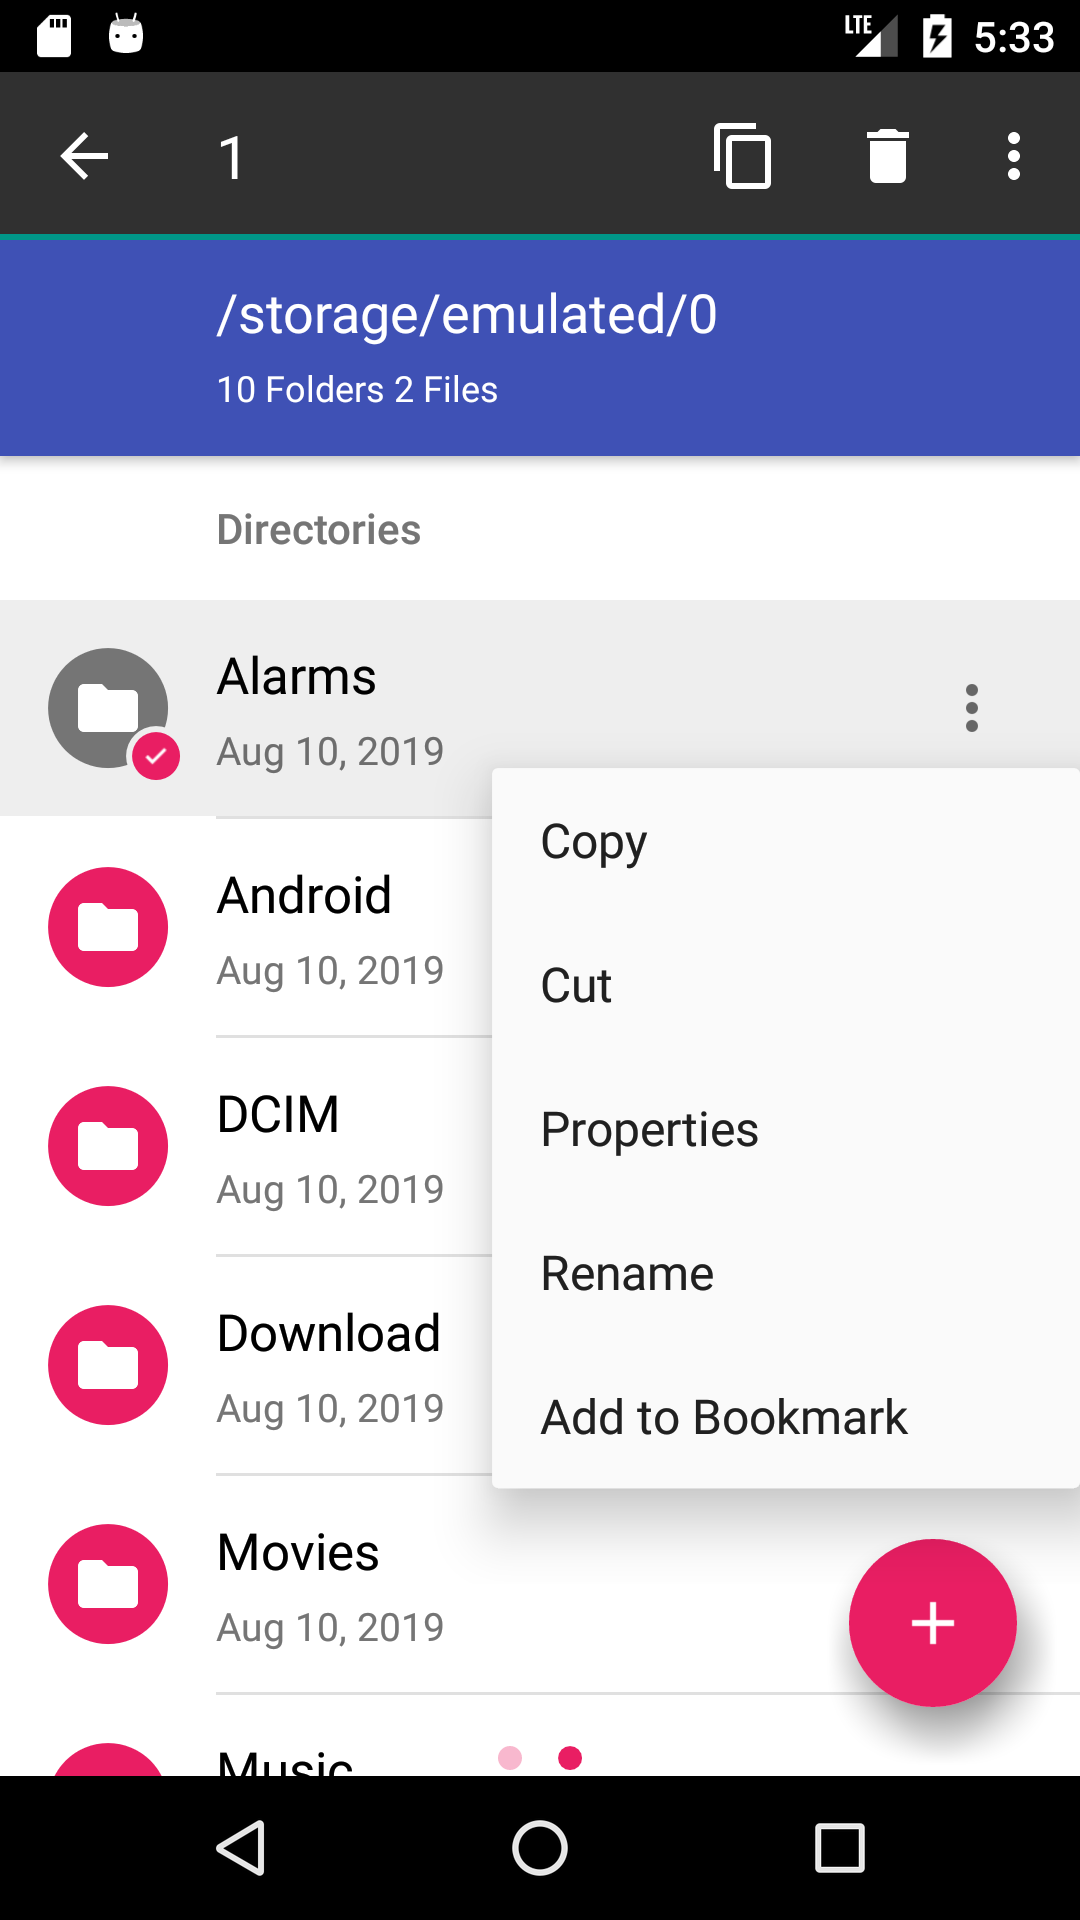 LTE 5:33
1
/storage/emulated/0
10 Folders 2 Files
Directories
Alarms
Aug 10, 2019
Copy
Android
Aug 10, 2019
Cut
DCIM
Properties
Aug 10, 2019
Rename
Download
Aug 10, 2019
Add to Bookmark
Movies
Aug 10, 2019
Music